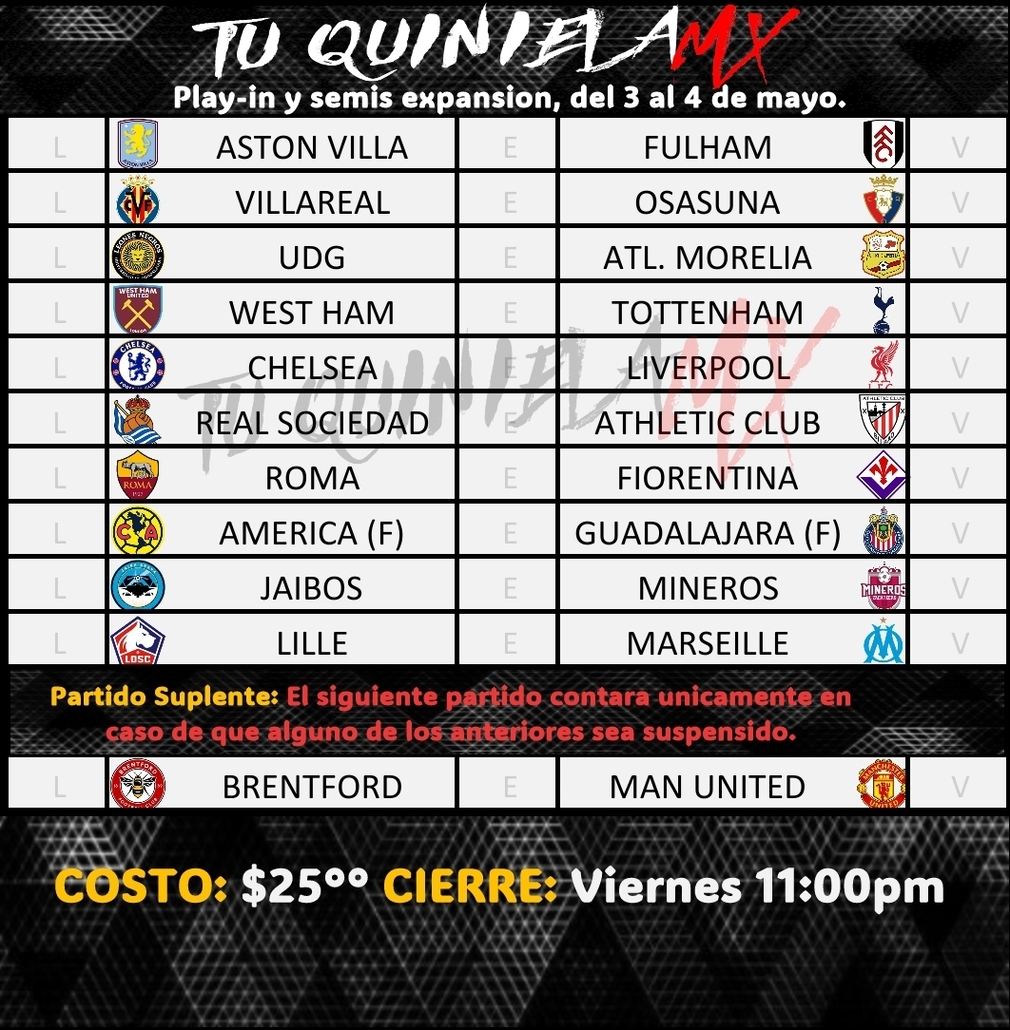 TU QUINIELAMX
Play-in y semis expansion, del 3 al 4 de mayo.
L ASTON VILLA E FULHAM V
L VILLAREAL E OSASUNA V
L UDG E ATL. MORELIA V
L WEST HAM E TOTTENHAM V
L CHELSEA E LIVERPOOL V
L REAL SOCIEDAD E ATHLETIC CLUB V
L ROMA E FIORENTINA V
L AMERICA (F) E GUADALAJARA (F) V
L JAIBOS E MINEROS V
L LILLE E MARSEILLE V
TU QUINIELAMX
Partido Suplente: El siguiente partido contara unicamente en
caso de que alguno de los anteriores sea suspendido.
L BRENTFORD E MAN UNITED V
COSTO: $25°° CIERRE: Viernes 11:00pm